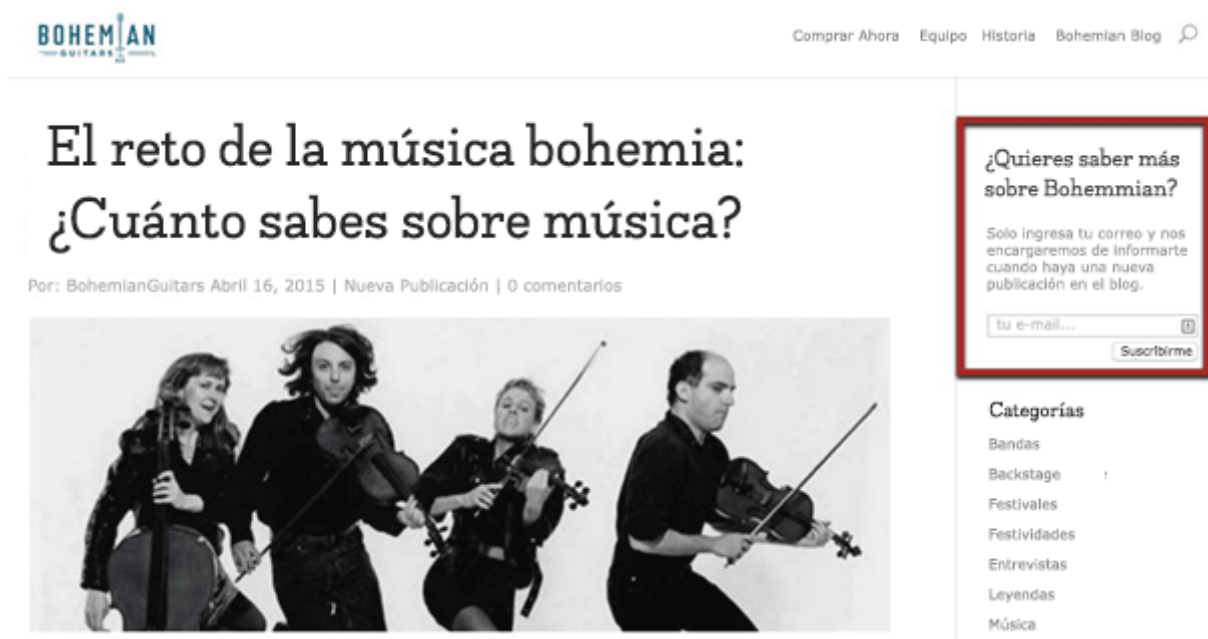 BOHEMIAN
GUITARS
Comprar Ahora Equipo Historia Bohemian Blog
El reto de la música bohemia:
¿Cuánto sabes sobre música?
Por: BohemianGuitars Abril 16, 2015 | Nueva Publicación | 0 comentarios
¿Quieres saber más
sobre Bohemmian?
Solo ingresa tu correo y nos
encargaremos de informarte
cuando haya una nueva
publicación en el blog.
tu e-mail...
Suscribirme
Categorías
Bandas
Backstage
Festivales
Festividades
Entrevistas
Leyendas
Música